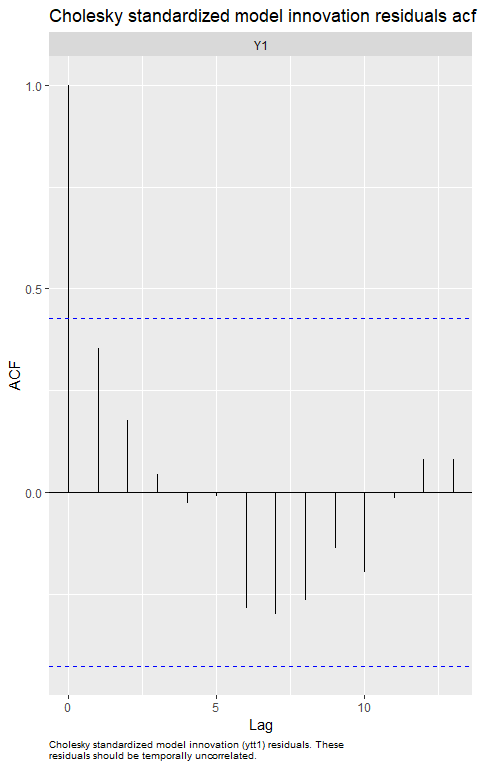 Cholesky standardized model innovation residuals acf
Y1
1.0
0.5
0.0
ACF
0
5
10
Lag
Cholesky standardized model innovation (ytt1) residuals. These
residuals should be temporally uncorrelated.